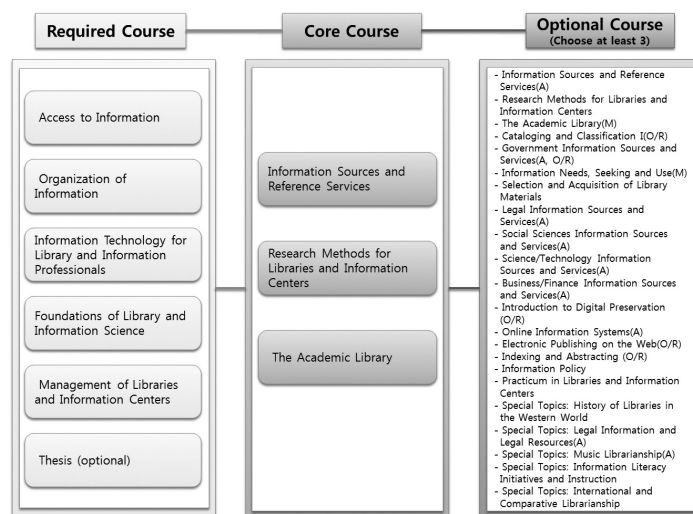 Required Course
Core Course
Optional Course
(Choose at least 3)
Access to Information
Organization of
Information
Information Technology for
Library and Information
Professionals
Foundations of Library and
Information Science
Management of Libraries
and Information Centers
Thesis (optional)
Information Sources and
Reference Services
Research Methods for
Libraries and Information
Centers
The Academic Library
- Information Sources and Reference
Services(A)
- Research Methods for Libraries and
Information Centers
- The Academic Library(M)
- Cataloging and Classification I(O/R)
- Government Information Sources and
Services(A, O/R)
- Information Needs, Seeking and Use(M)
- Selection and Acquisition of Library
Materials
- Legal Information Sources and
Services(A)
- Social Sciences Information Sources
and Services(A)
- Science/Technology Information
Sources and Services(A)
- Business/Finance Information Sources
and Services(A)
- Introduction to Digital Preservation
(O/R)
- Online Information Systems(A)
- Electronic Publishing on the Web(O/R)
- Indexing and Abstracting (O/R)
- Information Policy
- Practicum in Libraries and Information
Centers
- Special Topics: History of Libraries in
the Western World
- Special Topics: Legal Information and
Legal Resources(A)
- Special Topics: Music Librarianship(A)
- Special Topics: Information Literacy
Initiatives and Instruction
- Special Topics: International and
Comparative Librarianship